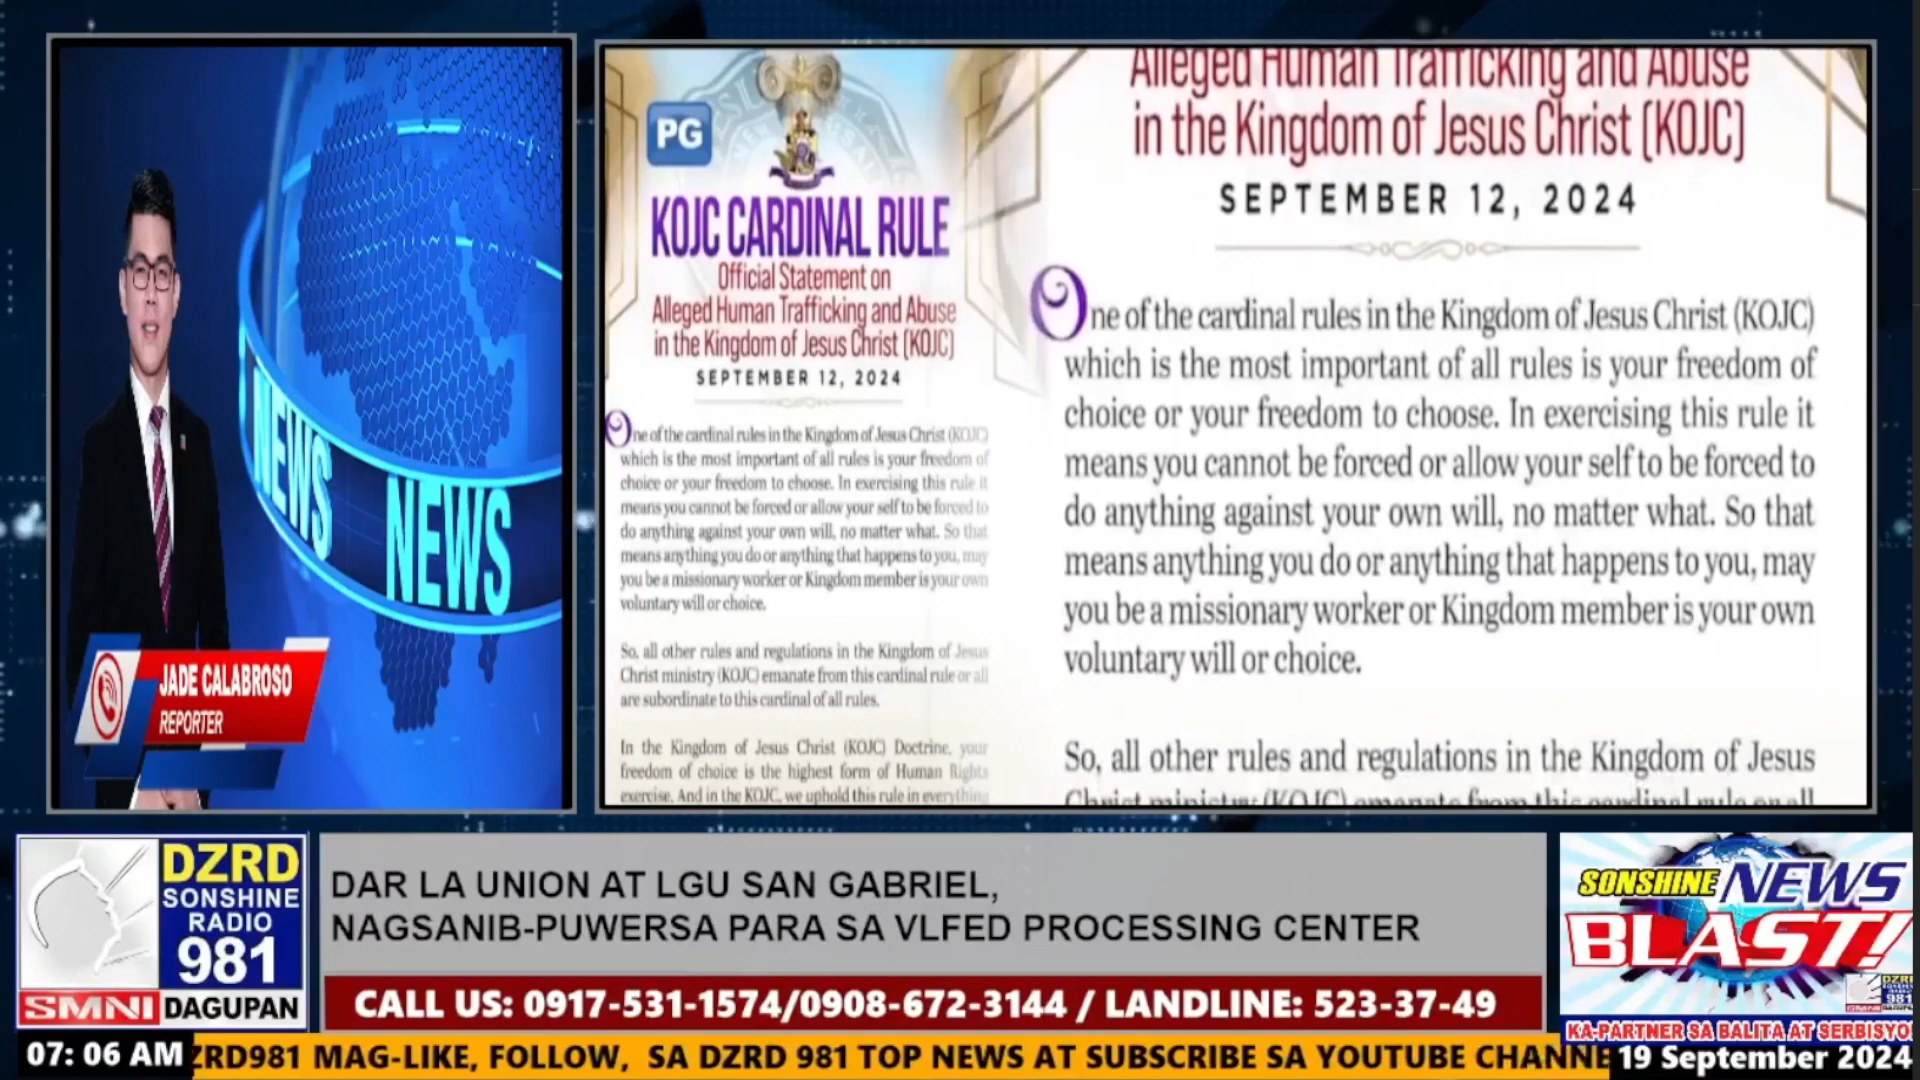 NEWS
NEWS
JADE CALABROSO
REPORTER
PG
KOJC CARDINAL RULE
Official Statement on
Alleged Human Trafficking and Abuse
in the Kingdom of Jesus Christ (KOJC)
SEPTEMBER 12, 2024
One of the cardinal rules in the Kingdom of Jesus Christ (KOJC)
which is the most important of all rules is your freedom of
choice or your freedom to choose. In exercising this rule it
means you cannot be forced or allow your self to be forced to
do anything against your own will, no matter what. So that
means anything you do or anything that happens to you, may
you be a missionary worker or Kingdom member is your own
voluntary will or choice.
So, all other rules and regulations in the Kingdom of Jesus
Christ ministry (KOJC) emanate from this cardinal rule or all
are subordinate to this cardinal of all rules.
In the Kingdom of Jesus Christ (KOJC) Doctrine, your
freedom of choice is the highest form of Human Rights
exercise. And in the KOJC, we uphold this rule in everything
Alleged Human Trafficking and Abuse
in the Kingdom of Jesus Christ (KOJC)
SEPTEMBER 12, 2024
One of the cardinal rules in the Kingdom of Jesus Christ (KOJC)
which is the most important of all rules is your freedom of
choice or your freedom to choose. In exercising this rule it
means you cannot be forced or allow your self to be forced to
do anything against your own will, no matter what. So that
means anything you do or anything that happens to you, may
you be a missionary worker or Kingdom member is your own
voluntary will or choice.
So, all other rules and regulations in the Kingdom of Jesus
Christ ministry (KOJC) emanate from this cardinal rule or all
DZRD
SONSHINE
RADIO
981
SMNI DAGUPAN
DAR LA UNION AT LGU SAN GABRIEL,
NAGSANIB-PUWERSA PARA SA VLFED PROCESSING CENTER
CALL US: 0917-531-1574/0908-672-3144 / LANDLINE: 523-37-49
SONSHINE NEWS
BLAST!
DZRD
981
KA-PARTNER SA BALITA AT SERBISYO
07: 06 AM
ZRD981 MAG-LIKE, FOLLOW, SA DZRD 981 TOP NEWS AT SUBSCRIBE SA YOUTUBE CHANNE
19 September 2024